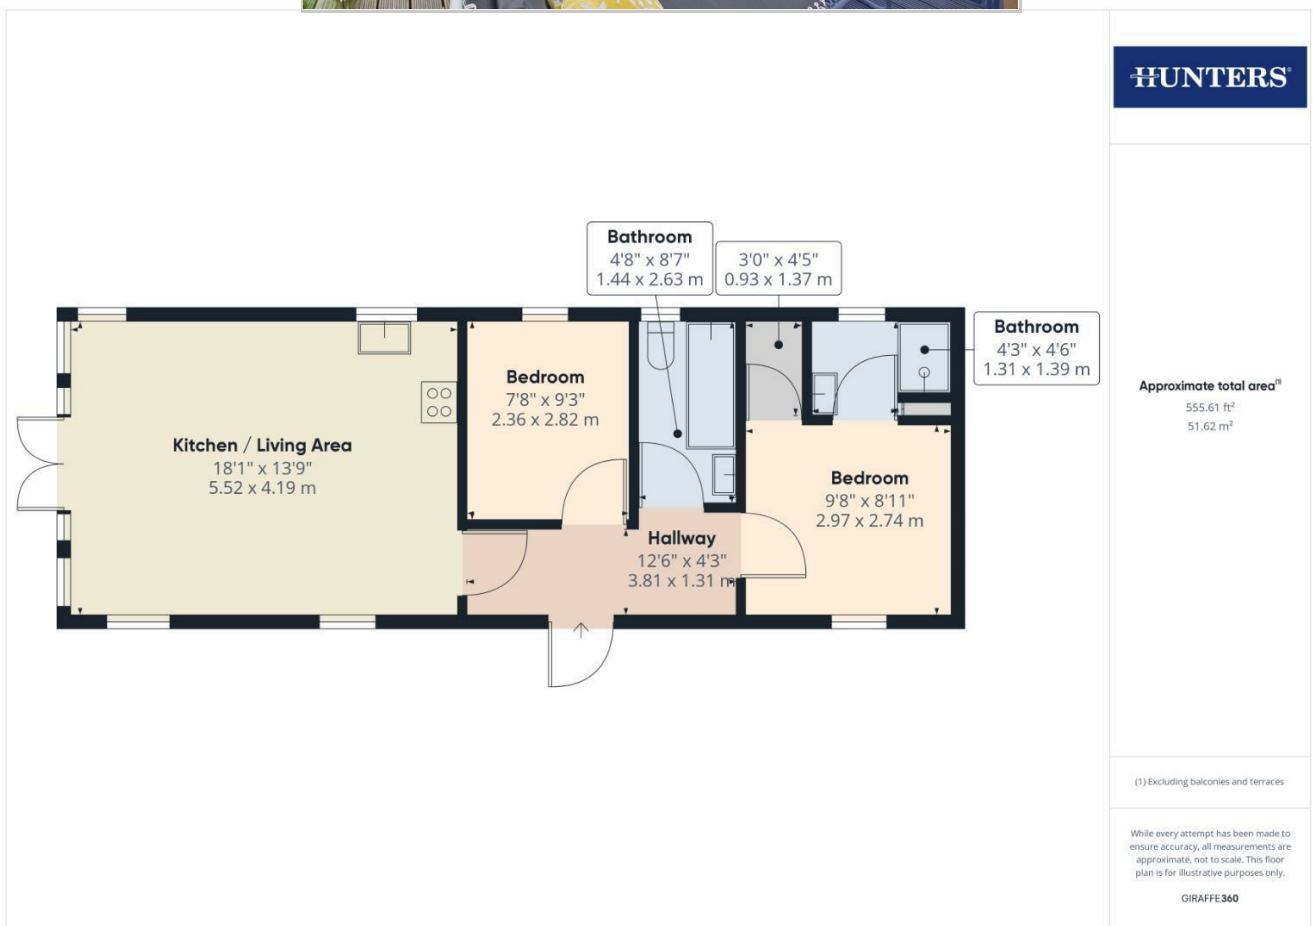 HUNTERS®
Bathroom
4'8" x 8'7"
1.44 x 2.63 m
3'0" x 4'5"
0.93 x 1.37 m
Bathroom
4'3" x 4'6"
1.31 x 1.39 m
Bedroom
7'8" x 9'3"
2.36 x 2.82 m
Kitchen / Living Area
18'1" x 13'9"
5.52 x 4.19 m
Bedroom
9'8" x 8'11"
2.97 x 2.74 m
Hallway
12'6" x 4'3"
3.81 x 1.31 m
Approximate total area(1)
555.61 ft²
51.62 m²
(1) Excluding balconies and terraces
While every attempt has been made to
ensure accuracy, all measurements are
approximate, not to scale. This floor
plan is for illustrative purposes only.
GIRAFFE360